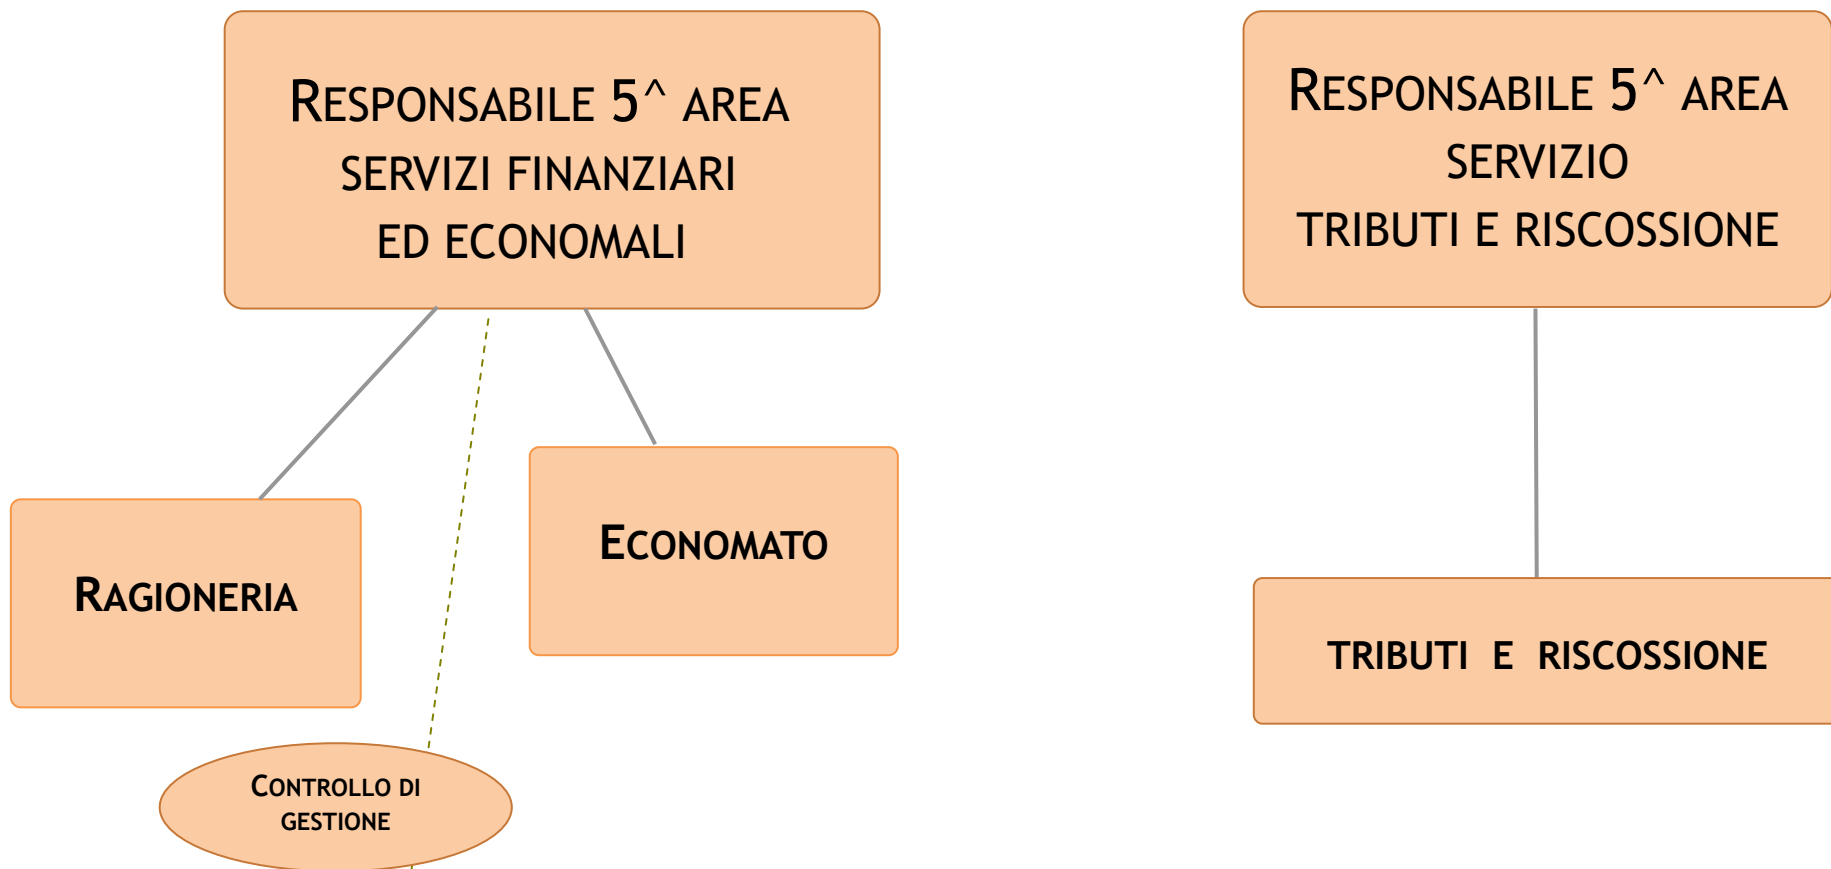 RESPONSABILE 5^ AREA
SERVIZI FINANZIARI
ED ECONOMALI
RESPONSABILE 5^ AREA
SERVIZIO
TRIBUTI E RISCOSSIONE
RAGIONERIA
ECONOMATO
TRIBUTI E RISCOSSIONE
CONTROLLO DI
GESTIONE